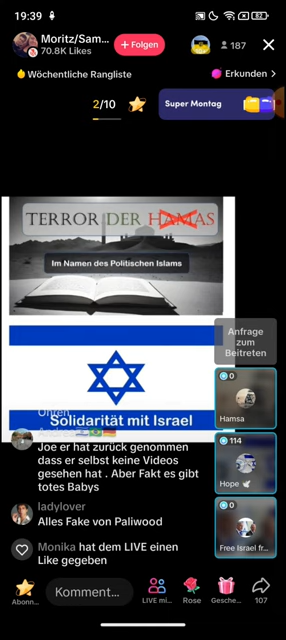 19:39
82
Moritz/Sam...
70.8K Likes
+ Folgen
187
Wöchentliche Rangliste
Erkunden >
2/10
Super Montag
TERROR DER HAMAS
Im Namen des Politischen Islams
Solidarität mit Israel
Anfrage
zum
Beitreten
0
Hamsa
114
Hope 🕊
0
Free Israel fr...
Ohren
Joe er hat zurück genommen
dass er selbst keine Videos
gesehen hat . Aber Fakt es gibt
totes Babys
ladylover
Alles Fake von Paliwood
Monika hat dem LIVE einen
Like gegeben
Abonn...
Kommentar...
LIVE mi...
Rose
Gesche...
107